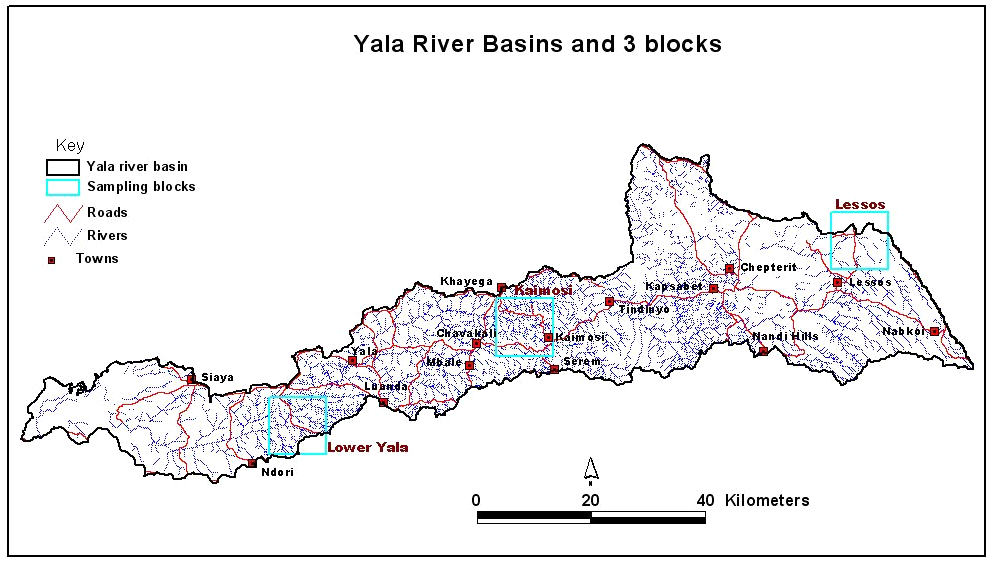 Yala River Basins and 3 blocks
Key
Yala river basin
Sampling blocks
Roads
Rivers
Towns
Lessos
Chepterit
Khayega
Kaimosi
Kapsabet
Lessos
Tindinyo
Chavakali
Kaimosi
Nandi Hills
Nabkoi
Yala
Mbale
Serem
Siaya
Luanda
Lower Yala
Ndori
0 20 40 Kilometers